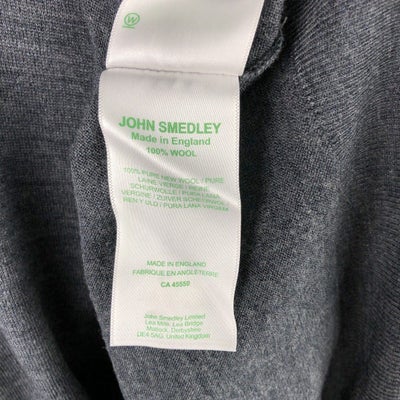 W
JOHN SMEDLEY
Made in England
100% WOOL
100% PURE NEW WOOL / PURE
LAINE VIERGE / REINE
SCHURWOLLE / PURA LANA
VERGINE / ZUIVER SCHEERWOL
REN Y ULD / PURA LANA VIRGEM
MADE IN ENGLAND
FABRIQUE EN ANGLETERRE
CA 45550
John Smedley Limited
Lea Mills, Lea Bridge
Matlock, Derbyshire
DE4 5AG, United Kingdom